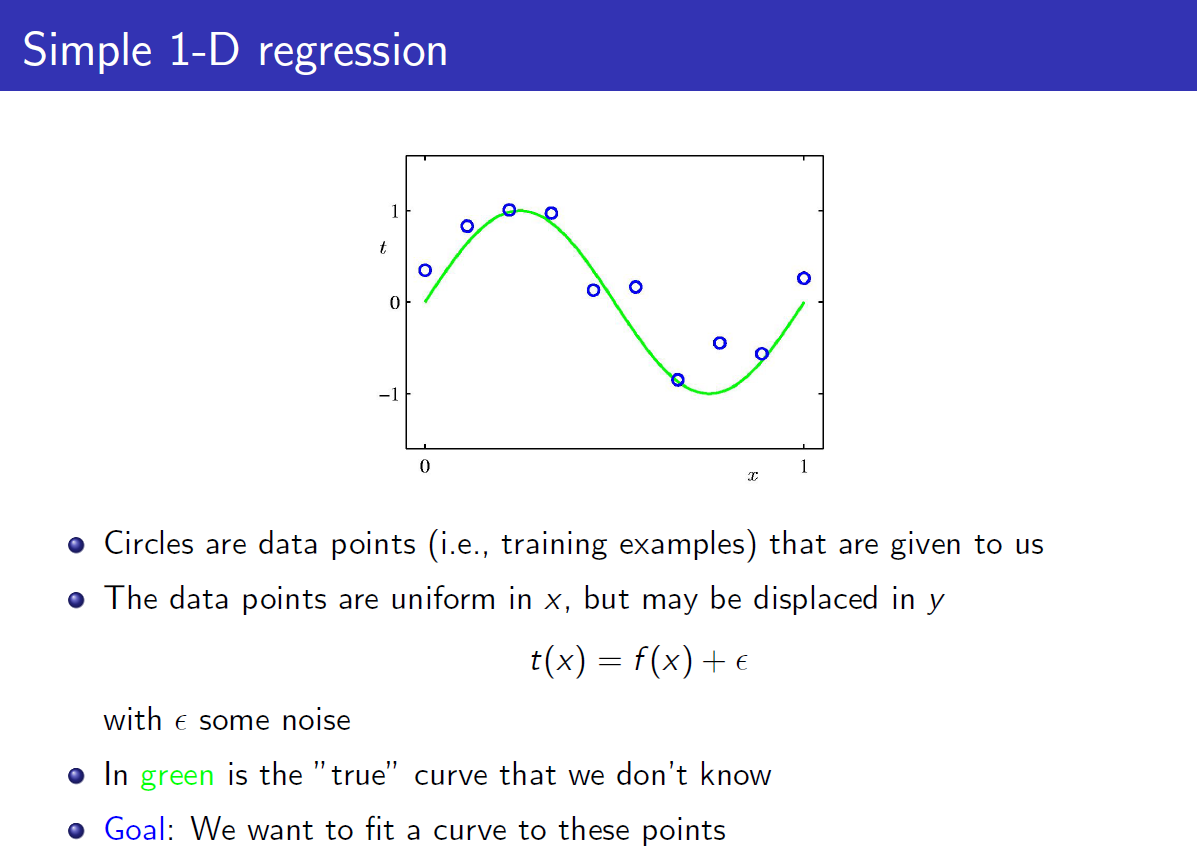 Simple 1-D regression
1
t
0
−1
0
x
1
Circles are data points (i.e., training examples) that are given to us
The data points are uniform in x, but may be displaced in y
t(x) = f(x) + ϵ
with ϵ some noise
In green is the ”true” curve that we don’t know
Goal: We want to fit a curve to these points